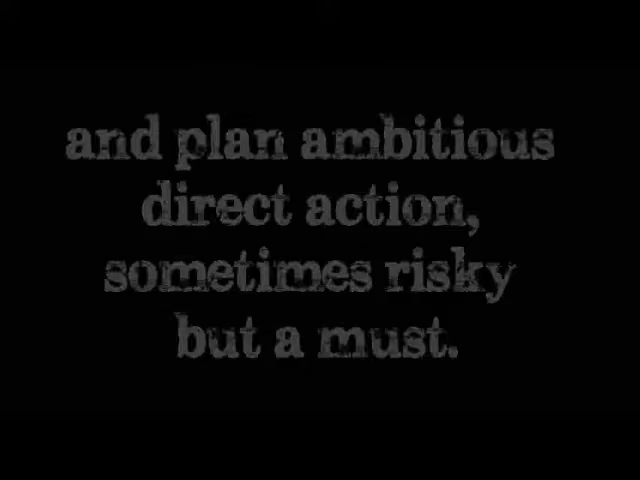 and plan ambitious
direct action,
sometimes risky
but a must.